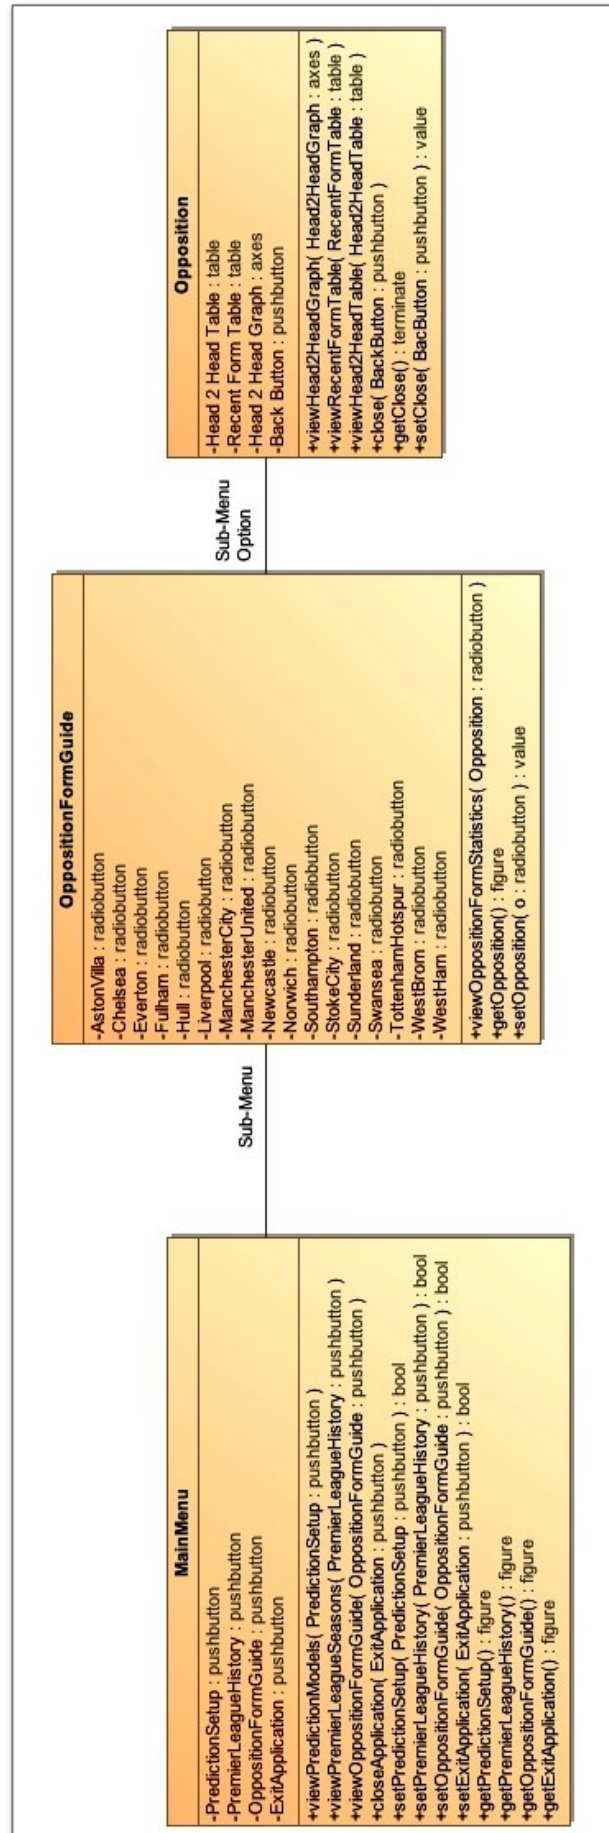 MainMenu
-PredictionSetup : pushbutton
-PremierLeagueHistory : pushbutton
-OppositionFormGuide : pushbutton
-ExitApplication : pushbutton
+viewPredictionModels( PredictionSetup : pushbutton )
+viewPremierLeagueSeasons( PremierLeagueHistory : pushbutton )
+viewOppositionFormGuide( OppositionFormGuide : pushbutton )
+closeApplication( ExitApplication : pushbutton )
+setPredictionSetup( PredictionSetup : pushbutton ) : bool
+setPremierLeagueHistory( PremierLeagueHistory : pushbutton ) : bool
+setOppositionFormGuide( OppositionFormGuide : pushbutton ) : bool
+setExitApplication( ExitApplication : pushbutton ) : bool
+getPredictionSetup() : figure
+getPremierLeagueHistory() : figure
+getOppositionFormGuide() : figure
+getExitApplication() : figure
Sub-Menu
OppositionFormGuide
-AstonVilla : radiobutton
-Chelsea : radiobutton
-Everton : radiobutton
-Fulham : radiobutton
-Hull : radiobutton
-Liverpool : radiobutton
-ManchesterCity : radiobutton
-ManchesterUnited : radiobutton
-Newcastle : radiobutton
-Norwich : radiobutton
-Southampton : radiobutton
-StokeCity : radiobutton
-Sunderland : radiobutton
-Swansea : radiobutton
-TottenhamHotspur : radiobutton
-WestBrom : radiobutton
-WestHam : radiobutton
+viewOppositionFormStatistics( Opposition : radiobutton )
+getOpposition() : figure
+setOpposition( o : radiobutton ) : value
Sub-Menu
Option
Opposition
-Head 2 Head Table : table
-Recent Form Table : table
-Head 2 Head Graph : axes
-Back Button : pushbutton
+viewHead2HeadGraph( Head2HeadGraph : axes )
+viewRecentFormTable( RecentFormTable : table )
+viewHead2HeadTable( Head2HeadTable : table )
+close( BackButton : pushbutton )
+getClose() : terminate
+setClose( BacButton : pushbutton ) : value